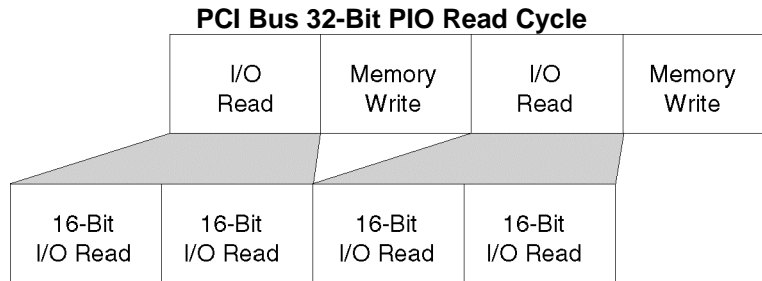 PCI Bus 32-Bit PIO Read Cycle
I/O
Read
Memory
Write
I/O
Read
Memory
Write
16-Bit
I/O Read
16-Bit
I/O Read
16-Bit
I/O Read
16-Bit
I/O Read